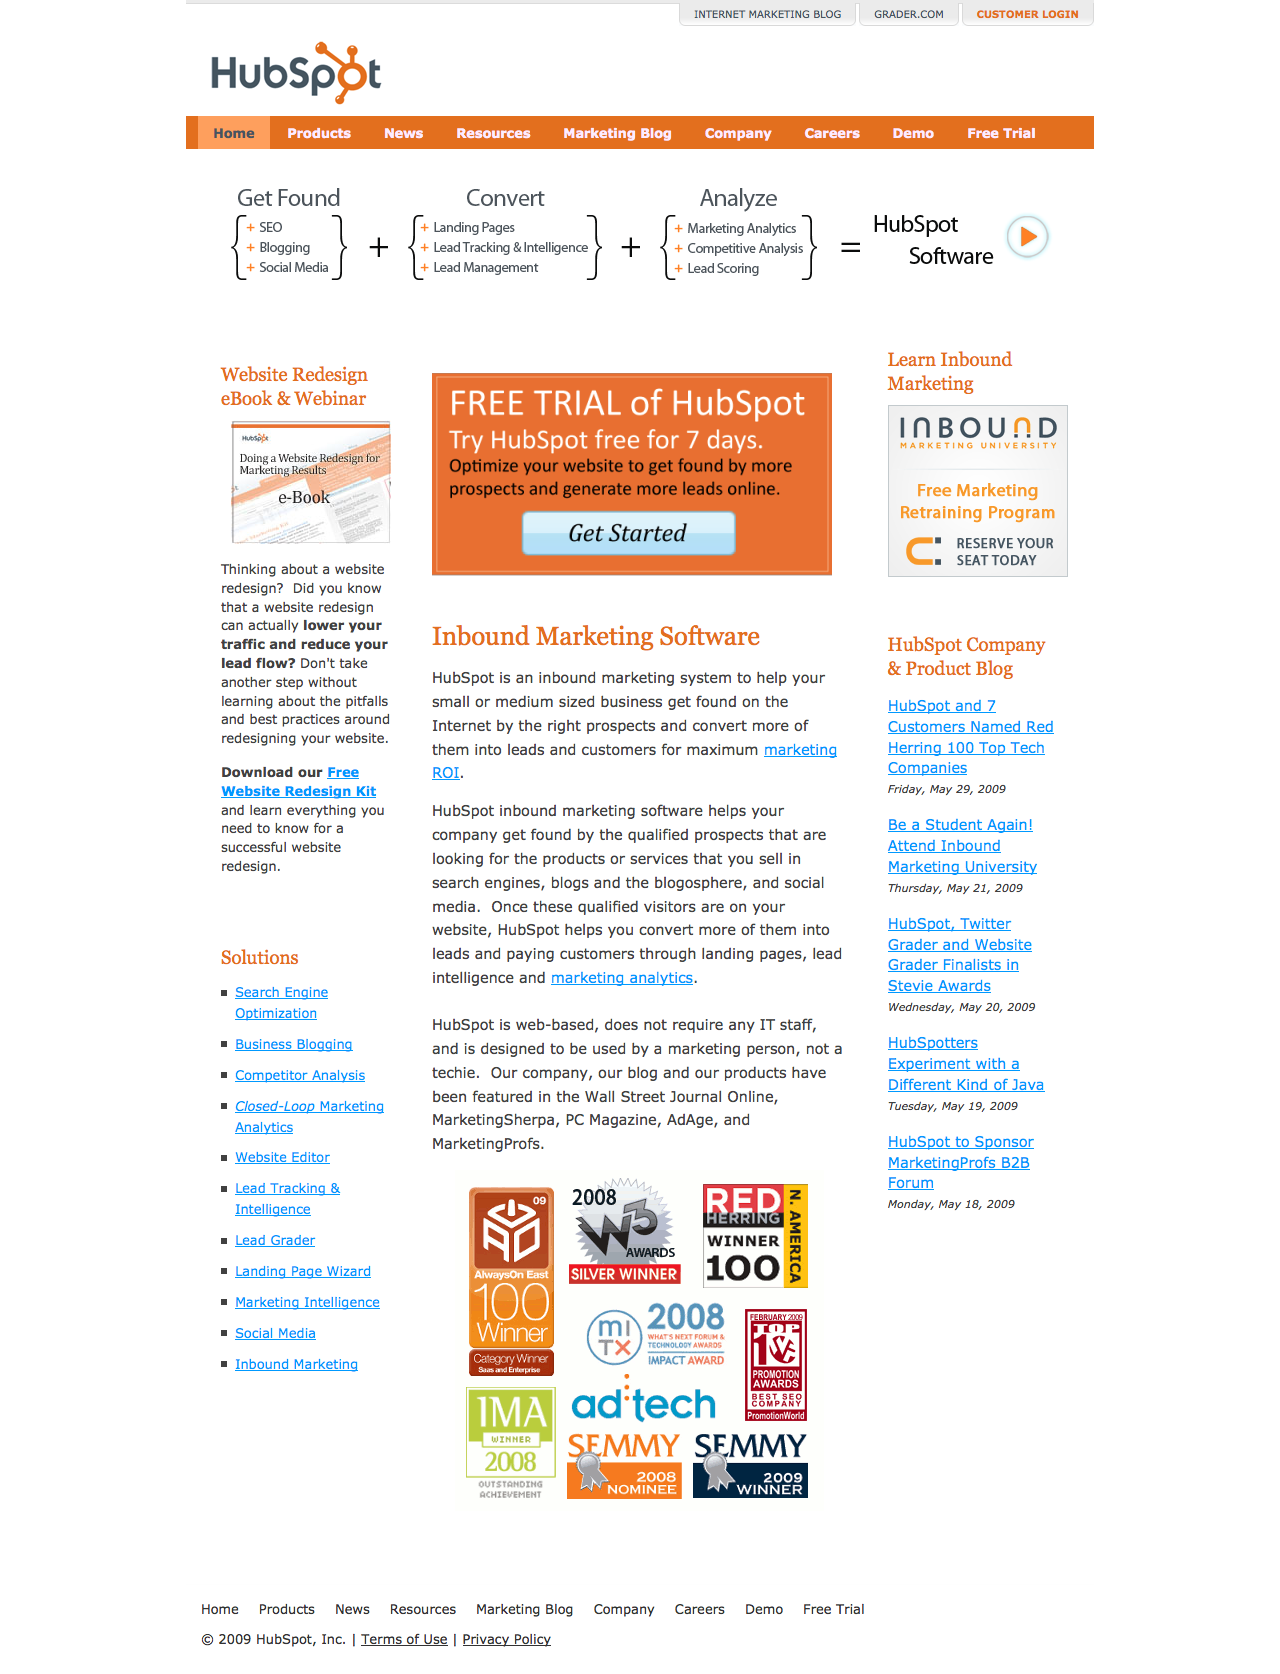 INTERNET MARKETING BLOG
GRADER.COM
CUSTOMER LOGIN
HubSpot
Home Products News Resources Marketing Blog Company Careers Demo Free Trial
Get Found
+ SEO
+ Blogging
+ Social Media
+
Convert
+ Landing Pages
+ Lead Tracking & Intelligence
+ Lead Management
+
Analyze
+ Marketing Analytics
+ Competitive Analysis
+ Lead Scoring
=
HubSpot
Software
Website Redesign
eBook & Webinar
HubSpot
Doing a Website Redesign for
Marketing Results
e-Book
Thinking about a website
redesign?  Did you know
that a website redesign
can actually lower your
traffic and reduce your
lead flow? Don't take
another step without
learning about the pitfalls
and best practices around
redesigning your website.
Download our Free
Website Redesign Kit
and learn everything you
need to know for a
successful website
redesign.
Solutions
Search Engine
Optimization
Business Blogging
Competitor Analysis
Closed-Loop Marketing
Analytics
Website Editor
Lead Tracking &
Intelligence
Lead Grader
Landing Page Wizard
Marketing Intelligence
Social Media
Inbound Marketing
FREE TRIAL of HubSpot
Try HubSpot free for 7 days.
Optimize your website to get found by more
prospects and generate more leads online.
Get Started
Inbound Marketing Software
HubSpot is an inbound marketing system to help your
small or medium sized business get found on the
Internet by the right prospects and convert more of
them into leads and customers for maximum marketing
ROI.
HubSpot inbound marketing software helps your
company get found by the qualified prospects that are
looking for the products or services that you sell in
search engines, blogs and the blogosphere, and social
media.  Once these qualified visitors are on your
website, HubSpot helps you convert more of them into
leads and paying customers through landing pages, lead
intelligence and marketing analytics.
HubSpot is web-based, does not require any IT staff,
and is designed to be used by a marketing person, not a
techie.  Our company, our blog and our products have
been featured in the Wall Street Journal Online,
MarketingSherpa, PC Magazine, AdAge, and
MarketingProfs.
09
AlwaysOn East
100
Winner
Category Winner
Saas and Enterprise
2008
W3
AWARDS
SILVER WINNER
RED
HERRING
WINNER
100
N. AMERICA
MITX
2008
WHAT'S NEXT FORUM &
TECHNOLOGY AWARDS
IMPACT AWARD
FEBRUARY 2009
TOP
1
PROMOTION
AWARDS
BEST SEO
COMPANY
PromotionWorld
IMA
WINNER
2008
OUTSTANDING
ACHIEVEMENT
ad:tech
SEMMY
2008
NOMINEE
SEMMY
2009
WINNER
Learn Inbound
Marketing
INBOUND
MARKETING UNIVERSITY
Free Marketing
Retraining Program
RESERVE YOUR
SEAT TODAY
HubSpot Company
& Product Blog
HubSpot and 7
Customers Named Red
Herring 100 Top Tech
Companies
Friday, May 29, 2009
Be a Student Again!
Attend Inbound
Marketing University
Thursday, May 21, 2009
HubSpot, Twitter
Grader and Website
Grader Finalists in
Stevie Awards
Wednesday, May 20, 2009
HubSpotters
Experiment with a
Different Kind of Java
Tuesday, May 19, 2009
HubSpot to Sponsor
MarketingProfs B2B
Forum
Monday, May 18, 2009
Home Products News Resources Marketing Blog Company Careers Demo Free Trial
© 2009 HubSpot, Inc. | Terms of Use | Privacy Policy